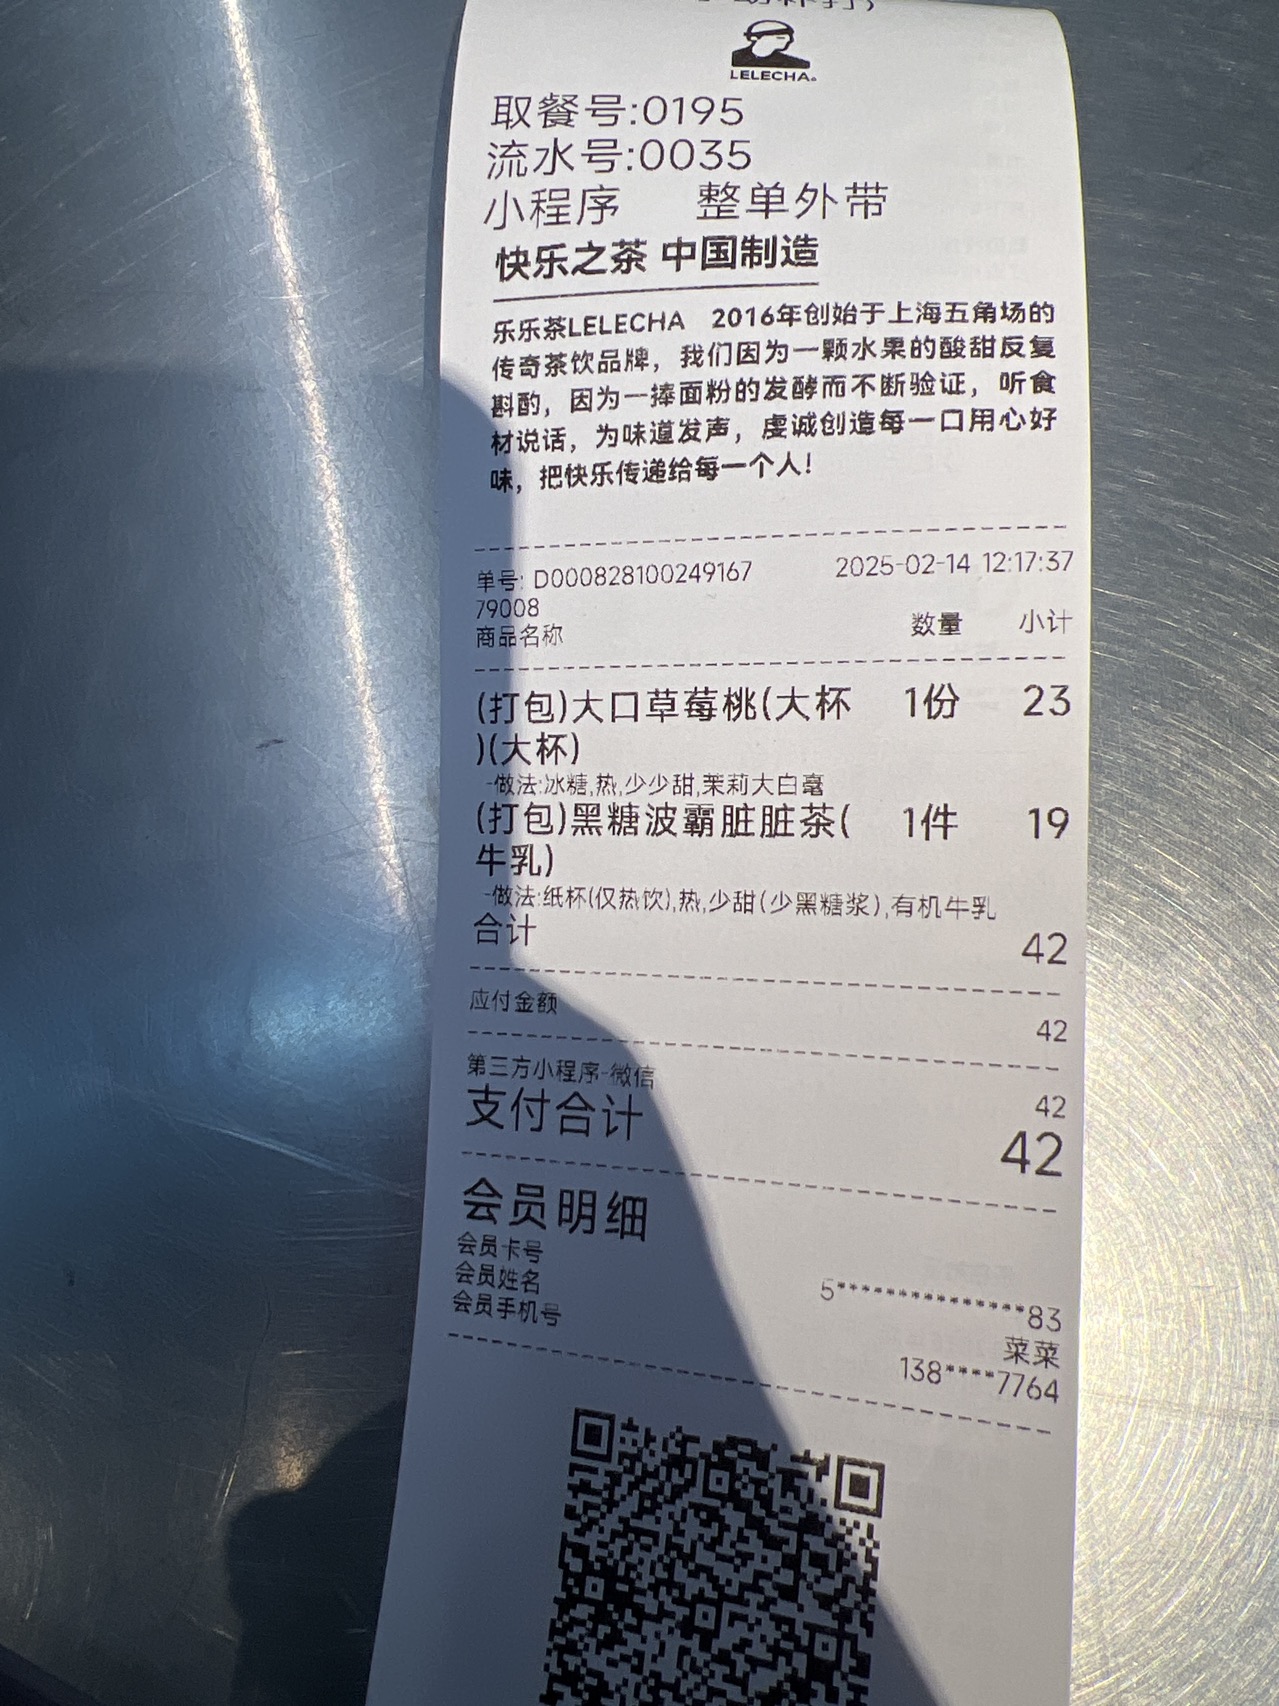 LELECHA
取餐号:0195
流水号:0035
小程序 整单外带
快乐之茶 中国制造
乐乐茶LELECHA 2016年创始于上海五角场的
传奇茶饮品牌，我们因为一颗水果的酸甜反复
斟酌，因为一捧面粉的发酵而不断验证，听食
材说话，为味道发声，虔诚创造每一口用心好
味，把快乐传递给每一个人!
单号: D000828100249167 2025-02-14 12:17:37
79008
商品名称 数量 小计
(打包)大口草莓桃(大杯 1份 23
)(大杯)
-做法:冰糖,热,少少甜,茉莉大白毫
(打包)黑糖波霸脏脏茶( 1件 19
牛乳)
-做法:纸杯(仅热饮),热,少甜(少黑糖浆),有机牛乳
合计 42
应付金额 42
第三方小程序-微信 42
支付合计 42
会员明细
会员卡号 5****************83
会员姓名 菜菜
会员手机号 138****7764